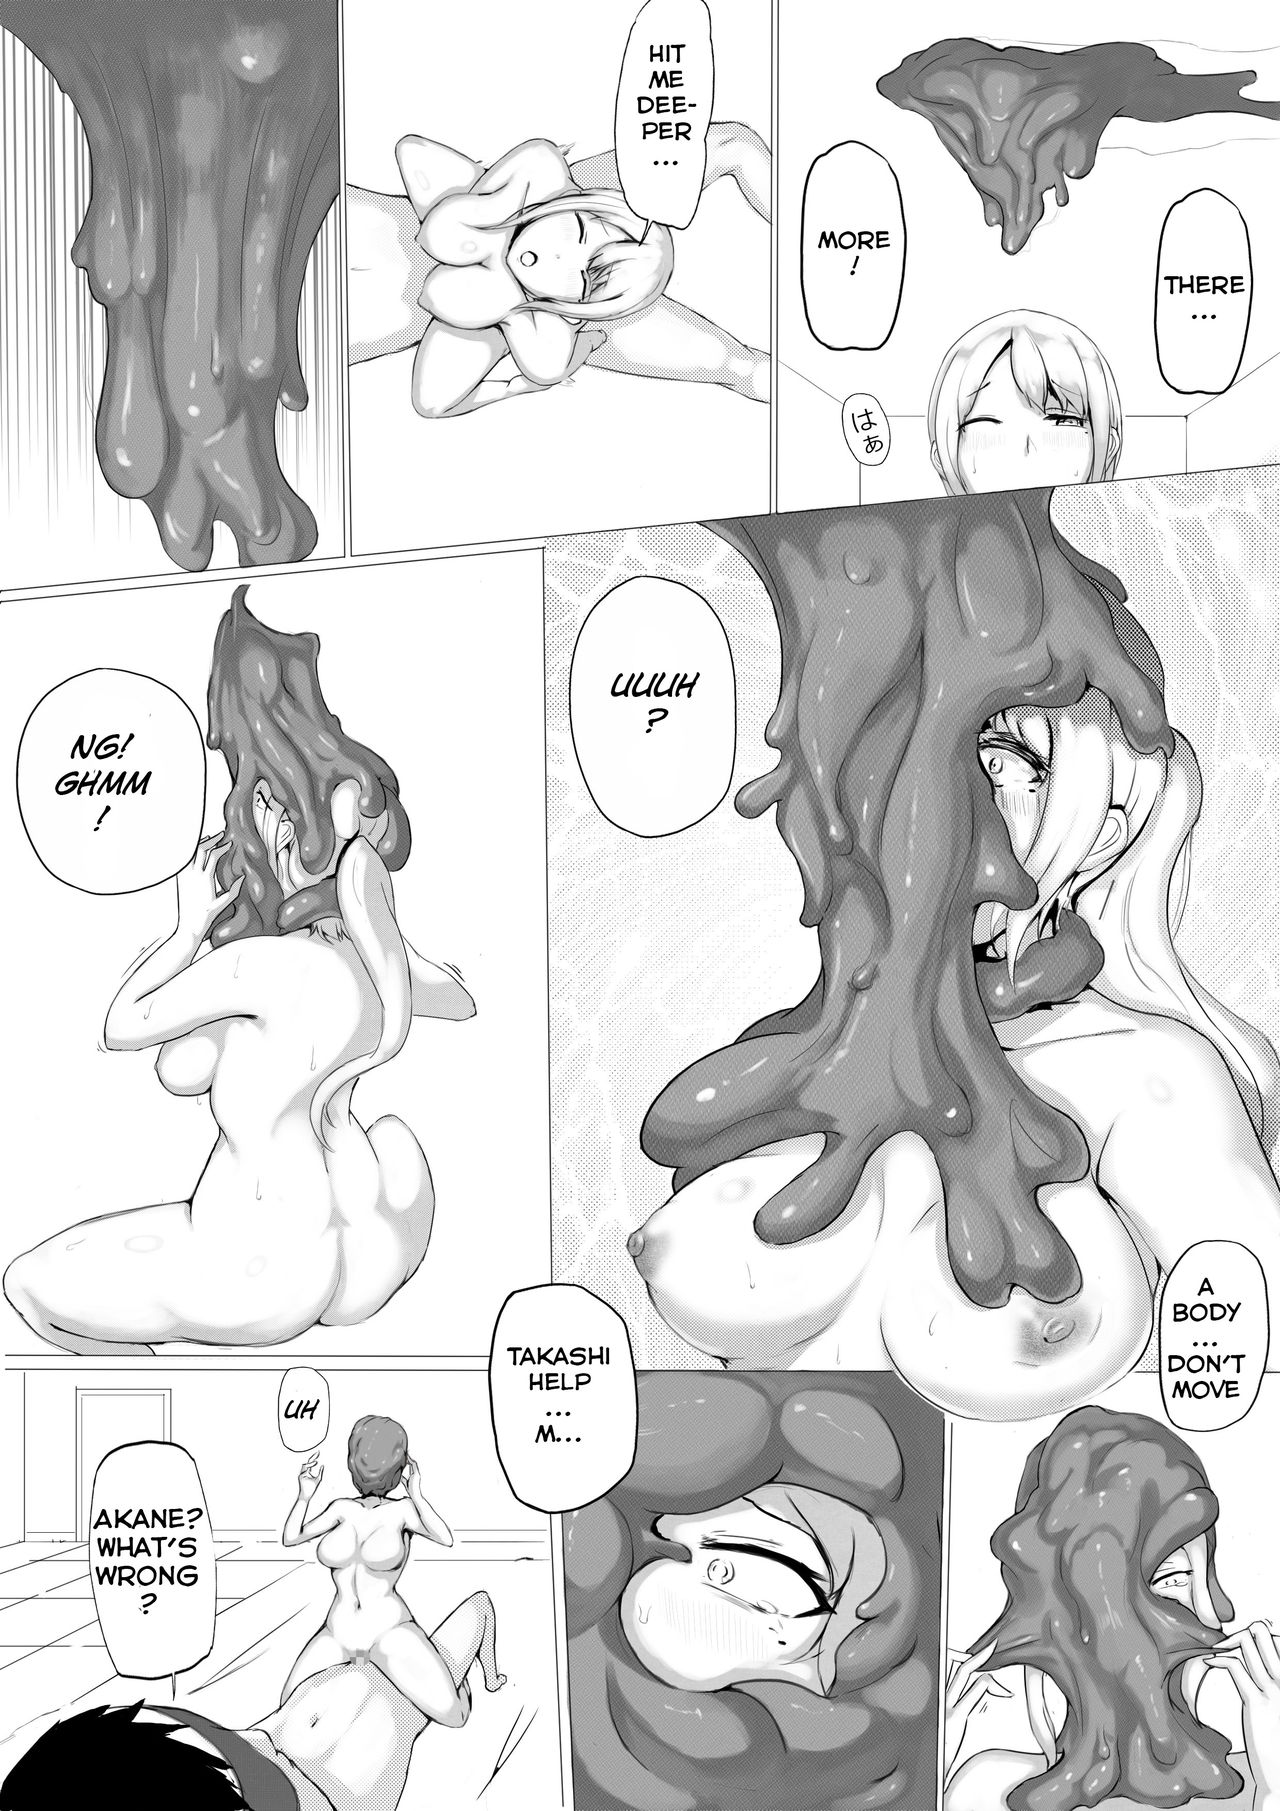 THERE
...
MORE
!
はぁ
HIT
ME
DEE-
PER
...
UUUH
?
NG!
GHMM
!
A
BODY
...
DON'T
MOVE
TAKASHI
HELP
...
M...
UH
AKANE?
WHAT'S
WRONG
?